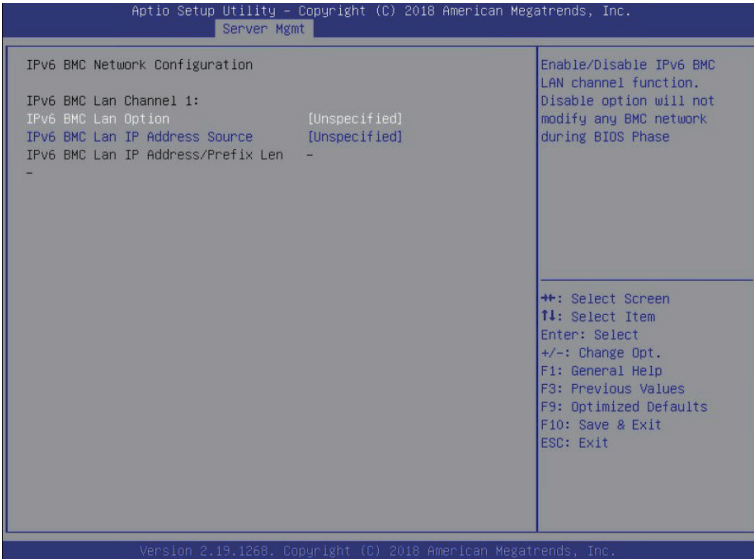 Aptio Setup Utility – Copyright (C) 2018 American Megatrends, Inc.
Server Mgmt
IPv6 BMC Network Configuration
IPv6 BMC Lan Channel 1:
IPv6 BMC Lan Option [Unspecified]
IPv6 BMC Lan IP Address Source [Unspecified]
IPv6 BMC Lan IP Address/Prefix Len –
–
Enable/Disable IPv6 BMC
LAN channel function.
Disable option will not
modify any BMC network
during BIOS Phase
→←: Select Screen
↑↓: Select Item
Enter: Select
+/-: Change Opt.
F1: General Help
F3: Previous Values
F9: Optimized Defaults
F10: Save & Exit
ESC: Exit
Version 2.19.1268. Copyright (C) 2018 American Megatrends, Inc.